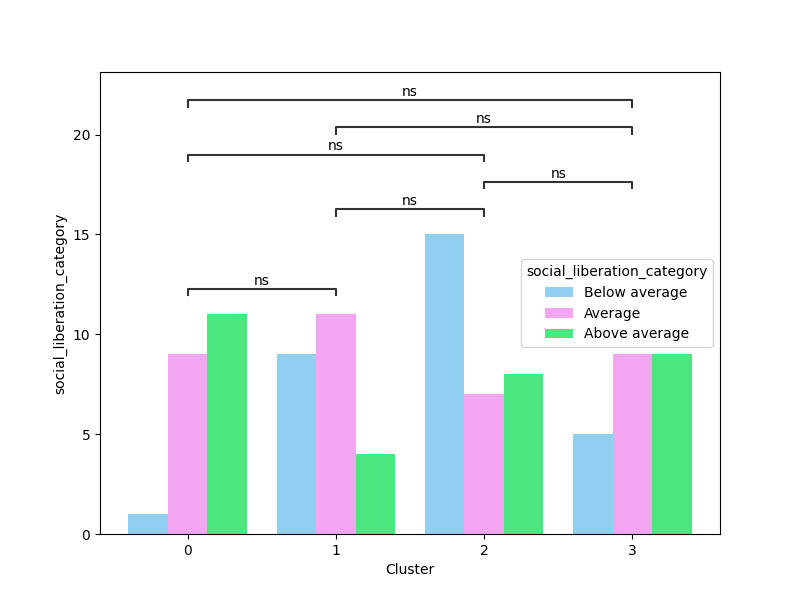 ns
ns
ns
ns
ns
ns
20
15
10
5
0
social_liberation_category
social_liberation_category
Below average
Average
Above average
0 1 2 3
Cluster